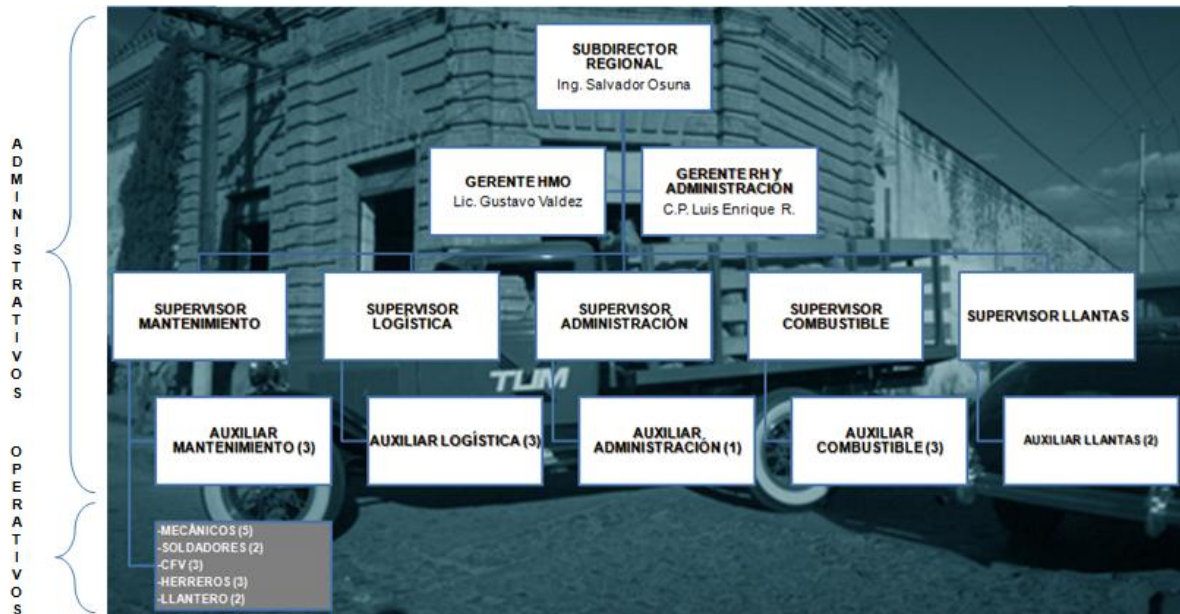 SUBDIRECTOR
REGIONAL
Ing. Salvador Osuna
GERENTE HMO
Lic. Gustavo Valdez
GERENTE RH Y
ADMINISTRACIÓN
C.P. Luis Enrique R.
ADMINISTRATIVOS
SUPERVISOR
MANTENIMIENTO
SUPERVISOR
LOGÍSTICA
SUPERVISOR
ADMINISTRACIÓN
SUPERVISOR
COMBUSTIBLE
SUPERVISOR LLANTAS
TUM
AUXILIAR
MANTENIMIENTO (3)
AUXILIAR LOGÍSTICA (3)
AUXILIAR
ADMINISTRACIÓN (1)
AUXILIAR
COMBUSTIBLE (3)
AUXILIAR LLANTAS (2)
OPERATIVOS
-MECÀNICOS (5)
-SOLDADORES (2)
-CFV (3)
-HERREROS (3)
-LLANTERO (2)